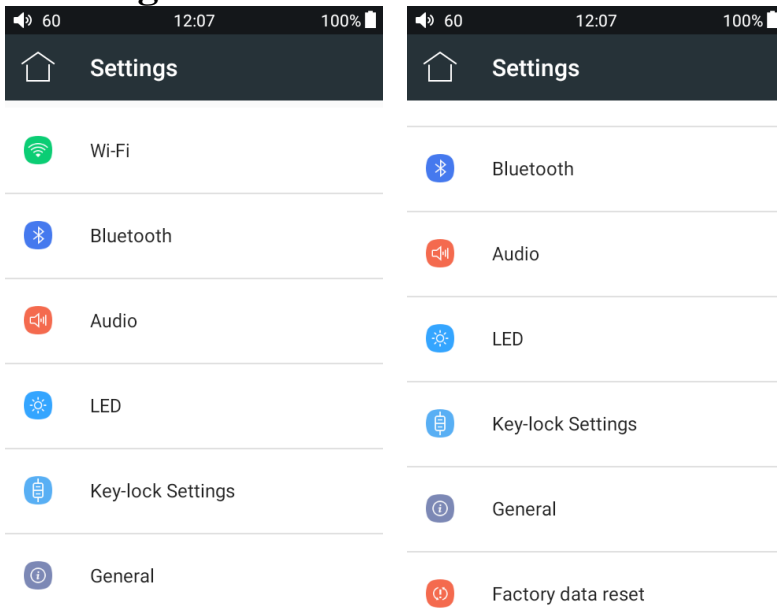 60 12:07 100%
Settings
Wi-Fi
Bluetooth
Audio
LED
Key-lock Settings
General
60 12:07 100%
Settings
Bluetooth
Audio
LED
Key-lock Settings
General
Factory data reset